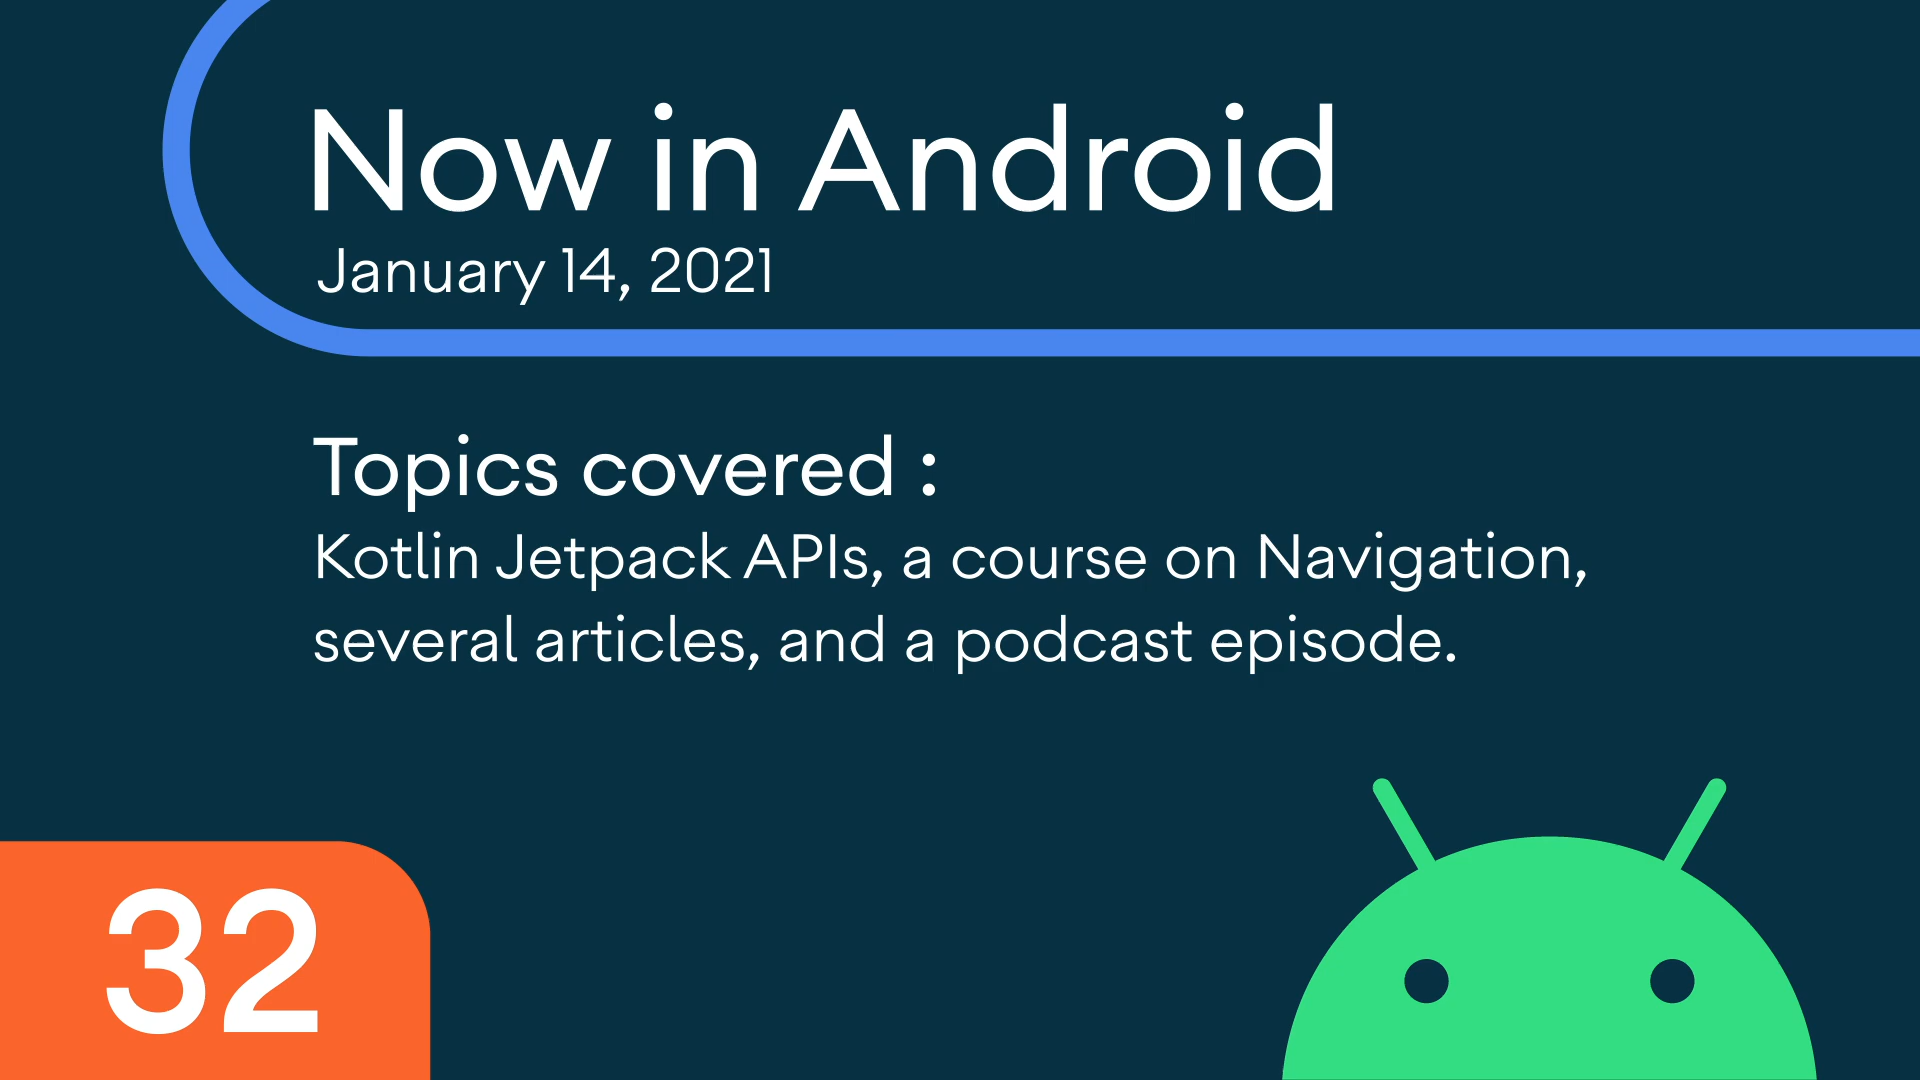 Now in Android
January 14, 2021
Topics covered :
Kotlin Jetpack APIs, a course on Navigation,
several articles, and a podcast episode.
32